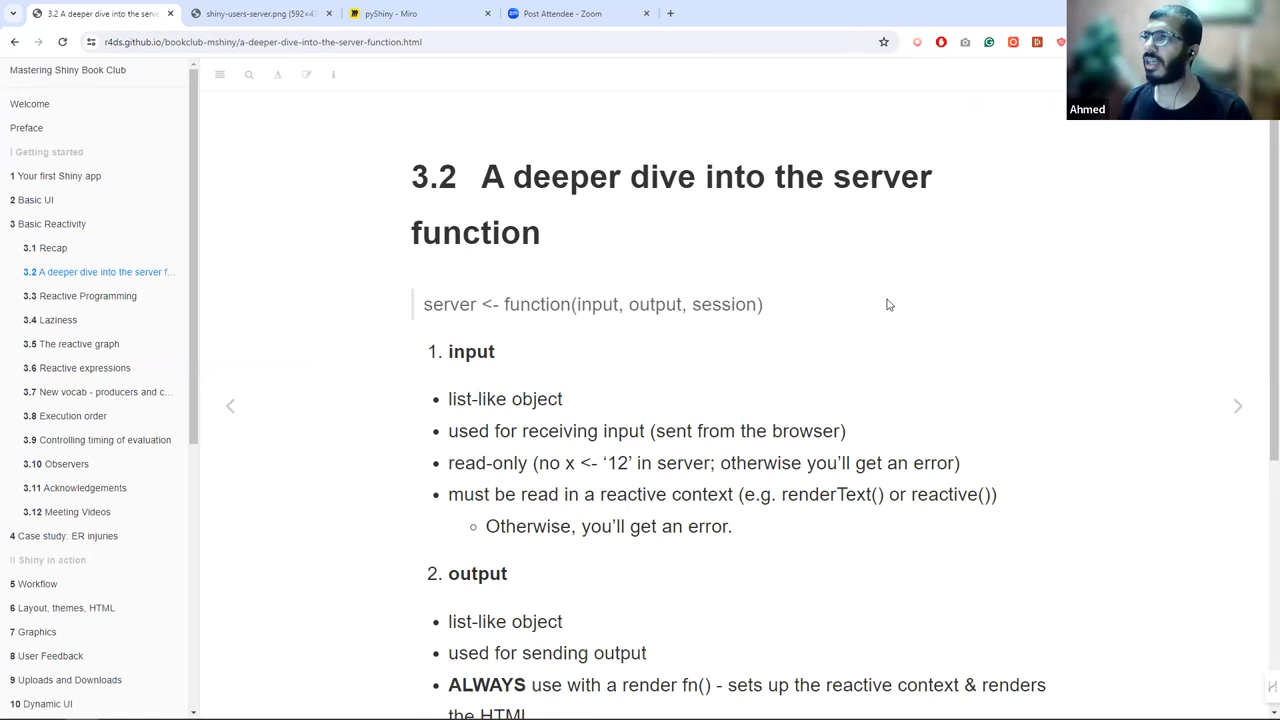 3.2 A deeper dive into the serve
shiny-users-server.png (592×43
pyShiny - Miro
Post Attendee - Zoom
r4ds.github.io/bookclub-mshiny/a-deeper-dive-into-the-server-function.html
Ahmed
Mastering Shiny Book Club
Welcome
Preface
I Getting started
1 Your first Shiny app
2 Basic UI
3 Basic Reactivity
3.1 Recap
3.2 A deeper dive into the server f...
3.3 Reactive Programming
3.4 Laziness
3.5 The reactive graph
3.6 Reactive expressions
3.7 New vocab - producers and c...
3.8 Execution order
3.9 Controlling timing of evaluation
3.10 Observers
3.11 Acknowledgements
3.12 Meeting Videos
4 Case study: ER injuries
II Shiny in action
5 Workflow
6 Layout, themes, HTML
7 Graphics
8 User Feedback
9 Uploads and Downloads
10 Dynamic UI
3.2 A deeper dive into the server
function
server <- function(input, output, session)
1. input
• list-like object
• used for receiving input (sent from the browser)
• read-only (no x <- ‘12’ in server; otherwise you’ll get an error)
• must be read in a reactive context (e.g. renderText() or reactive())
◦ Otherwise, you’ll get an error.
2. output
• list-like object
• used for sending output
• ALWAYS use with a render fn() - sets up the reactive context & renders
the HTML